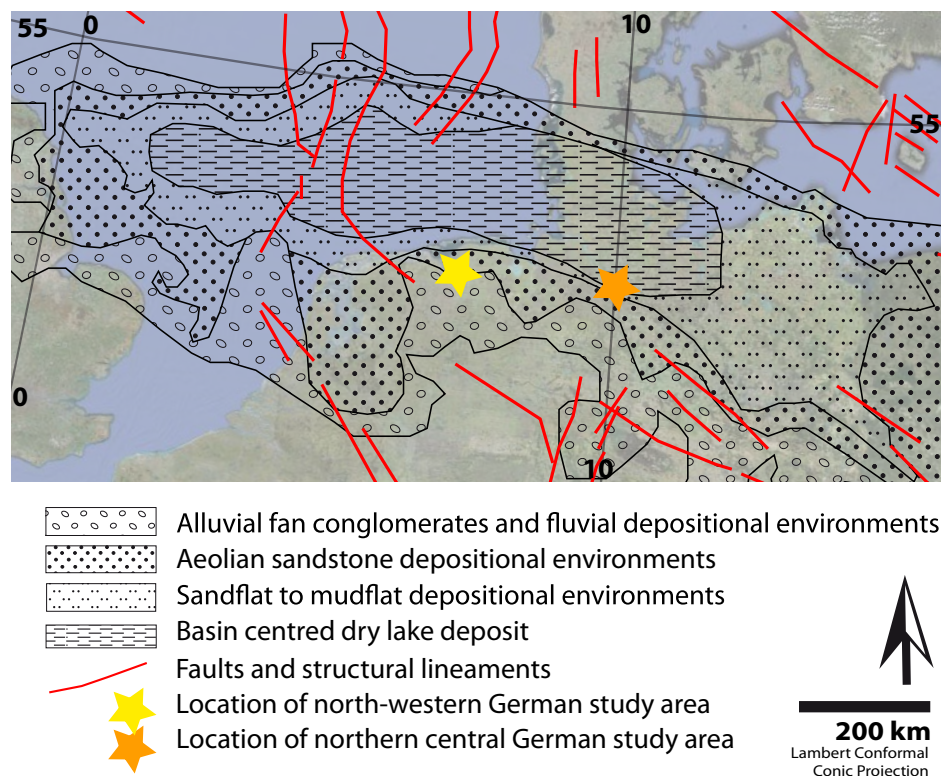 55
0
10
55
0
10
Alluvial fan conglomerates and fluvial depositional environments
Aeolian sandstone depositional environments
Sandflat to mudflat depositional environments
Basin centred dry lake deposit
Faults and structural lineaments
Location of north-western German study area
Location of northern central German study area
200 km
Lambert Conformal
Conic Projection